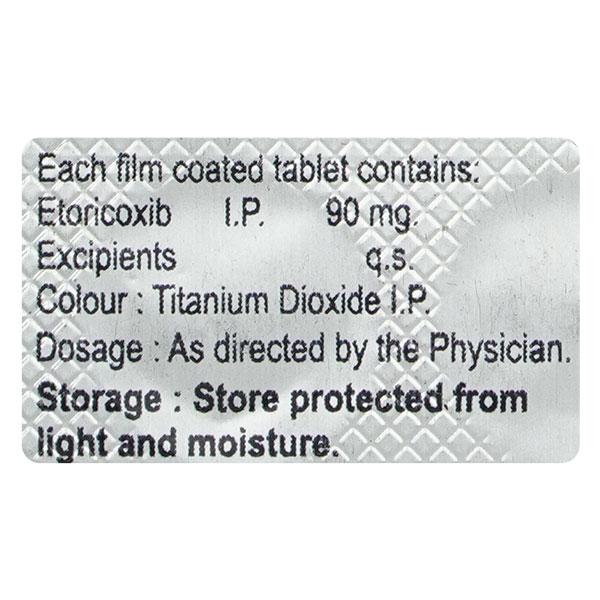 Each film coated tablet contains:
Etoricoxib I.P. 90 mg.
Excipients q.s.
Colour : Titanium Dioxide I.P.
Dosage : As directed by the Physician.
Storage : Store protected from
light and moisture.